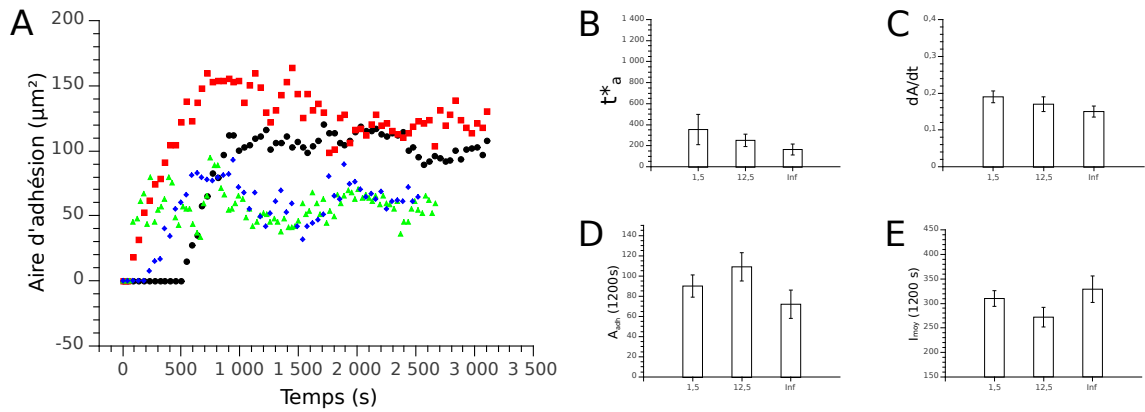 A
200
150
100
50
0
-50
0 500 1 000 1 500 2 000 2 500 3 000 3 500
Aire d'adhésion (µm²)
Temps (s)
B
1 400
1 200
1 000
800
600
400
200
0
t*a
1,5 12,5 Inf
C
0,4
0,3
0,2
0,1
0
dA/dt
1,5 12,5 Inf
D
140
120
100
80
60
40
20
0
Aadh (1200s)
1,5 12,5 Inf
E
450
400
350
300
250
200
150
Imoy (1200 s)
1,5 12,5 Inf